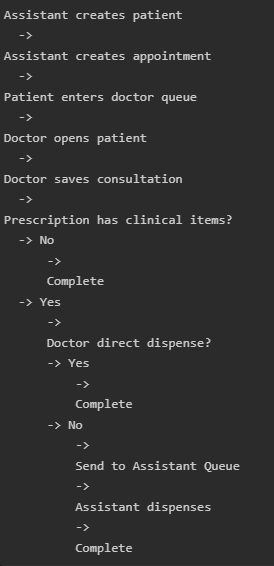 Assistant creates patient
->
Assistant creates appointment
->
Patient enters doctor queue
->
Doctor opens patient
->
Doctor saves consultation
->
Prescription has clinical items?
-> No
->
Complete
-> Yes
->
Doctor direct dispense?
-> Yes
->
Complete
-> No
->
Send to Assistant Queue
->
Assistant dispenses
->
Complete